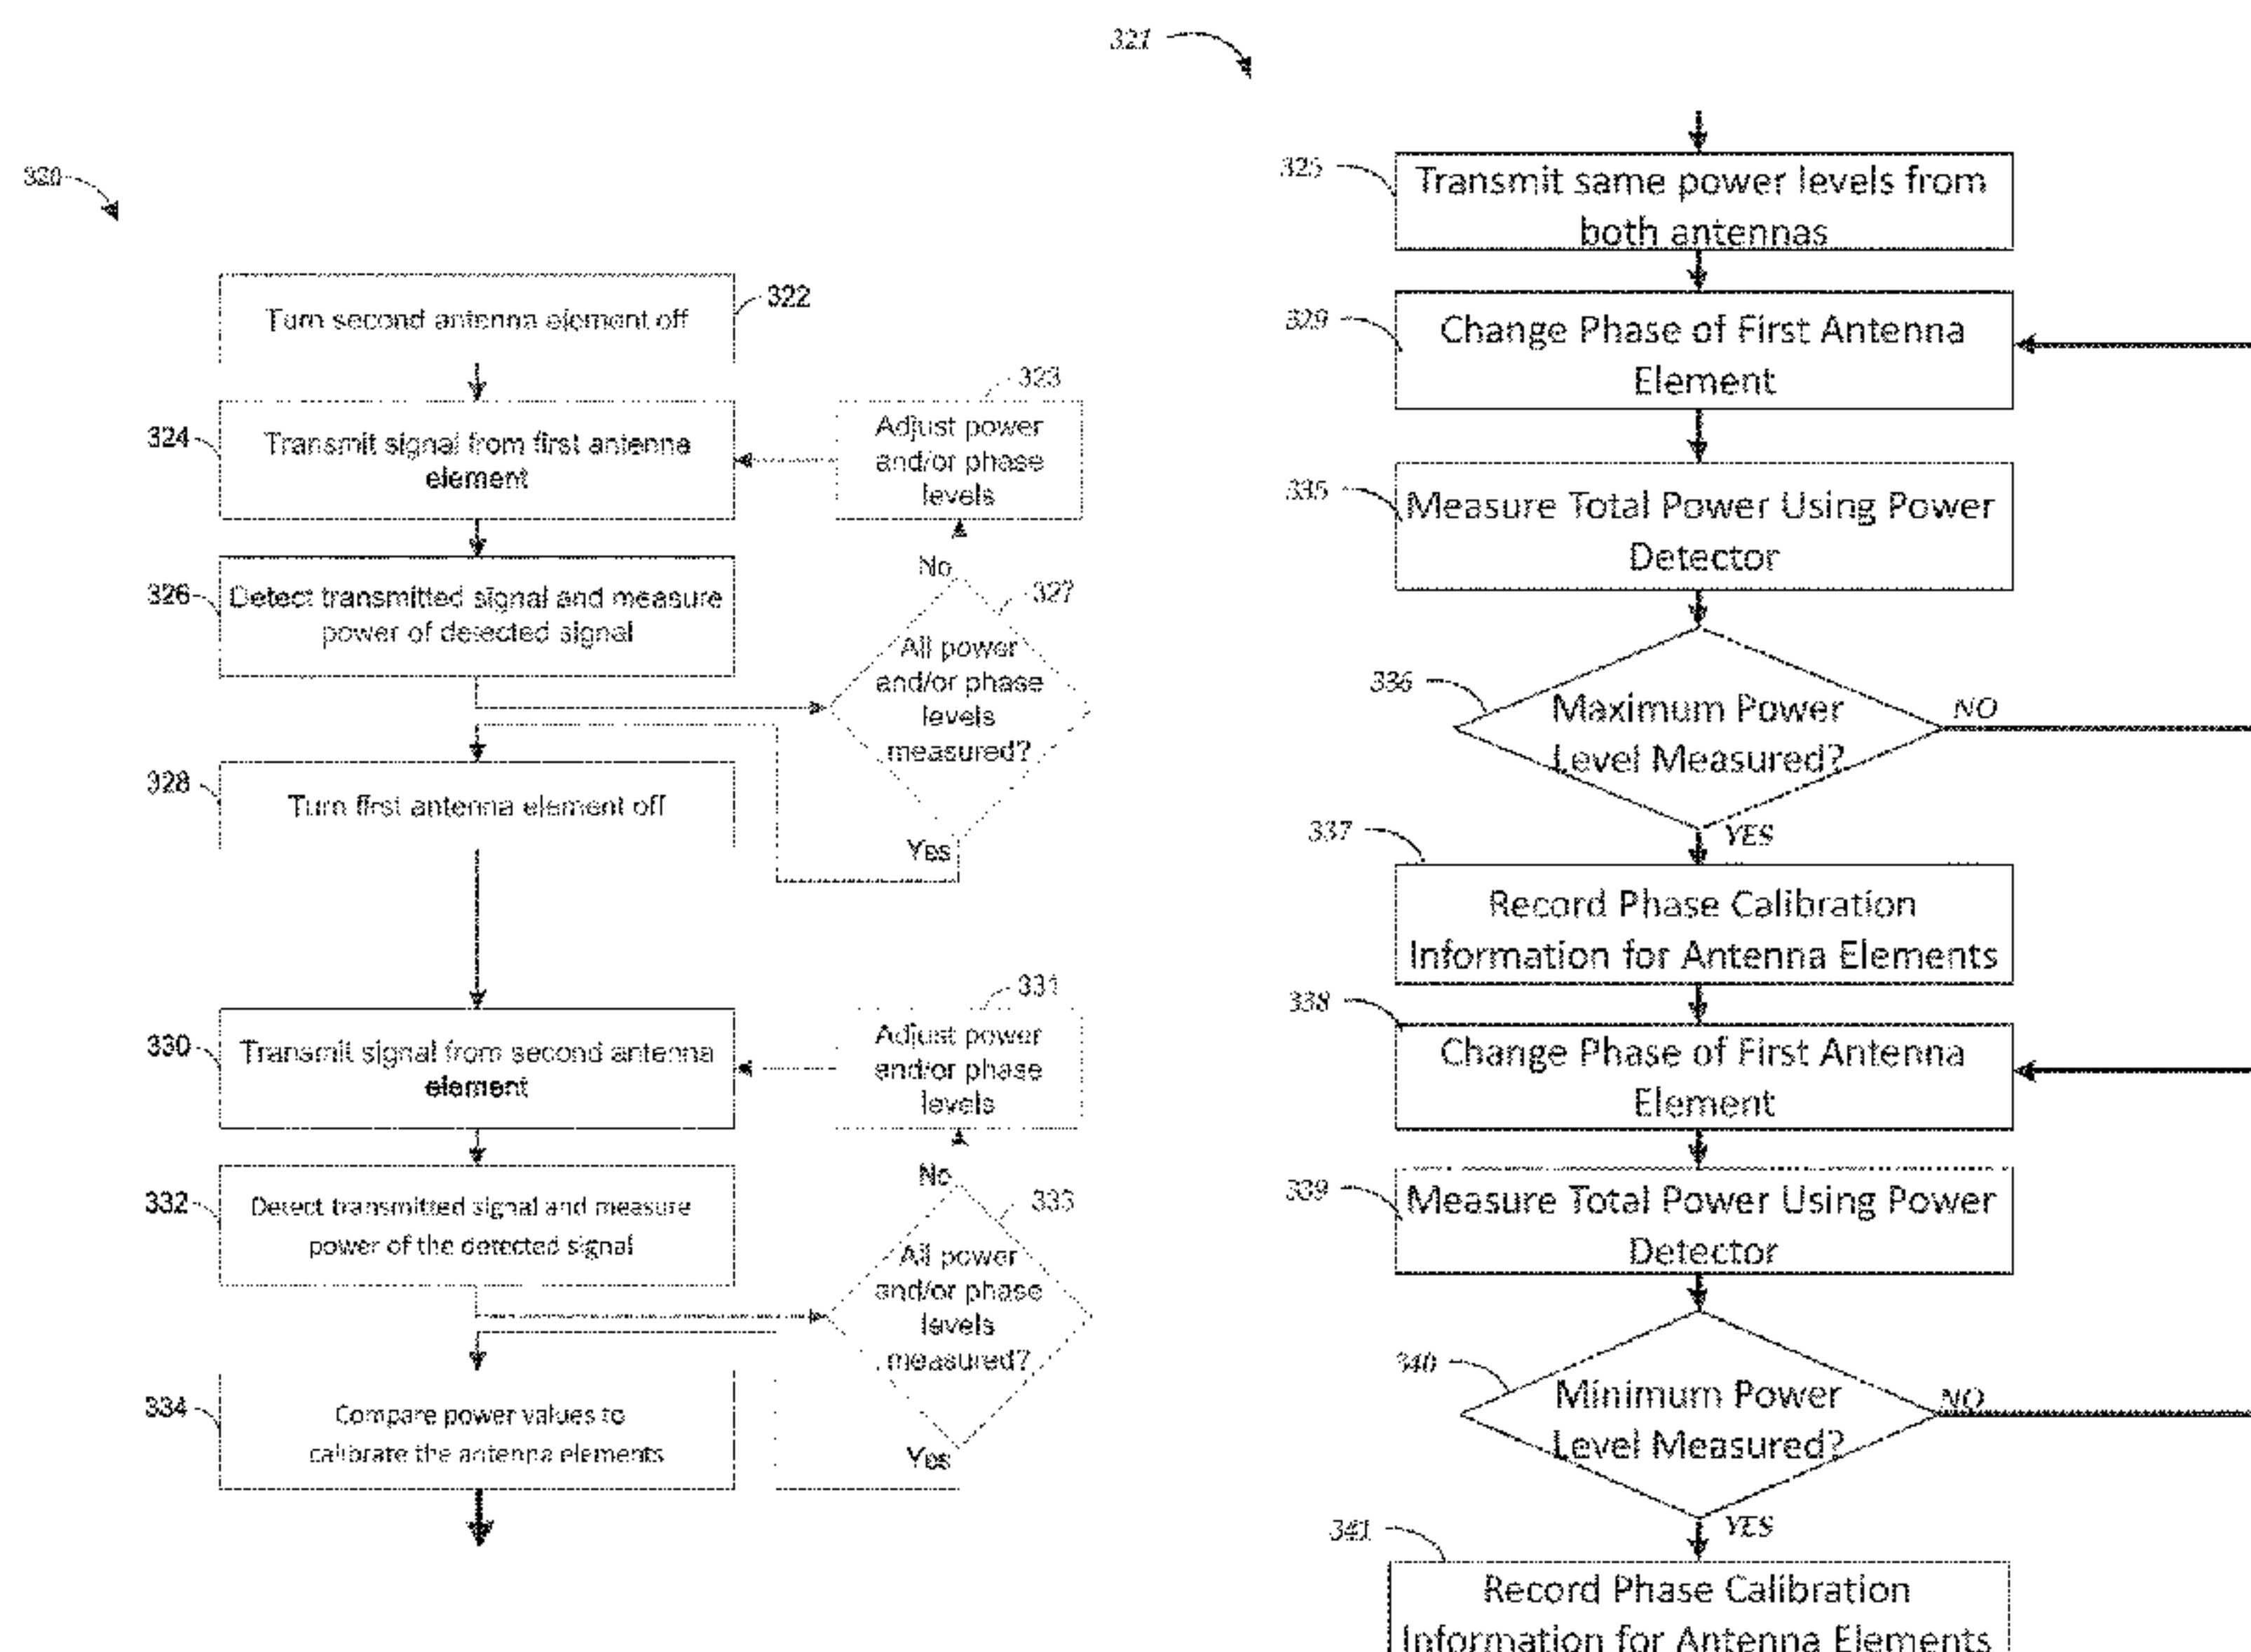 320
Turn second antenna element off
322
323
324
Transmit signal from first antenna
element
Adjust power
and/or phase
levels
326
Detect transmitted signal and measure
power of detected signal
No
327
All power
and/or phase
levels
measured?
328
Turn first antenna element off
Yes
331
330
Transmit signal from second antenna
element
Adjust power
and/or phase
levels
332
Detect transmitted signal and measure
power of the detected signal
No
333
All power
and/or phase
levels
measured?
334
Compare power values to
calibrate the antenna elements
Yes
321
325
Transmit same power levels from
both antennas
329
Change Phase of First Antenna
Element
335
Measure Total Power Using Power
Detector
336
Maximum Power
Level Measured?
NO
YES
337
Record Phase Calibration
Information for Antenna Elements
338
Change Phase of First Antenna
Element
339
Measure Total Power Using Power
Detector
340
Minimum Power
Level Measured?
NO
YES
341
Record Phase Calibration
Information for Antenna Elements